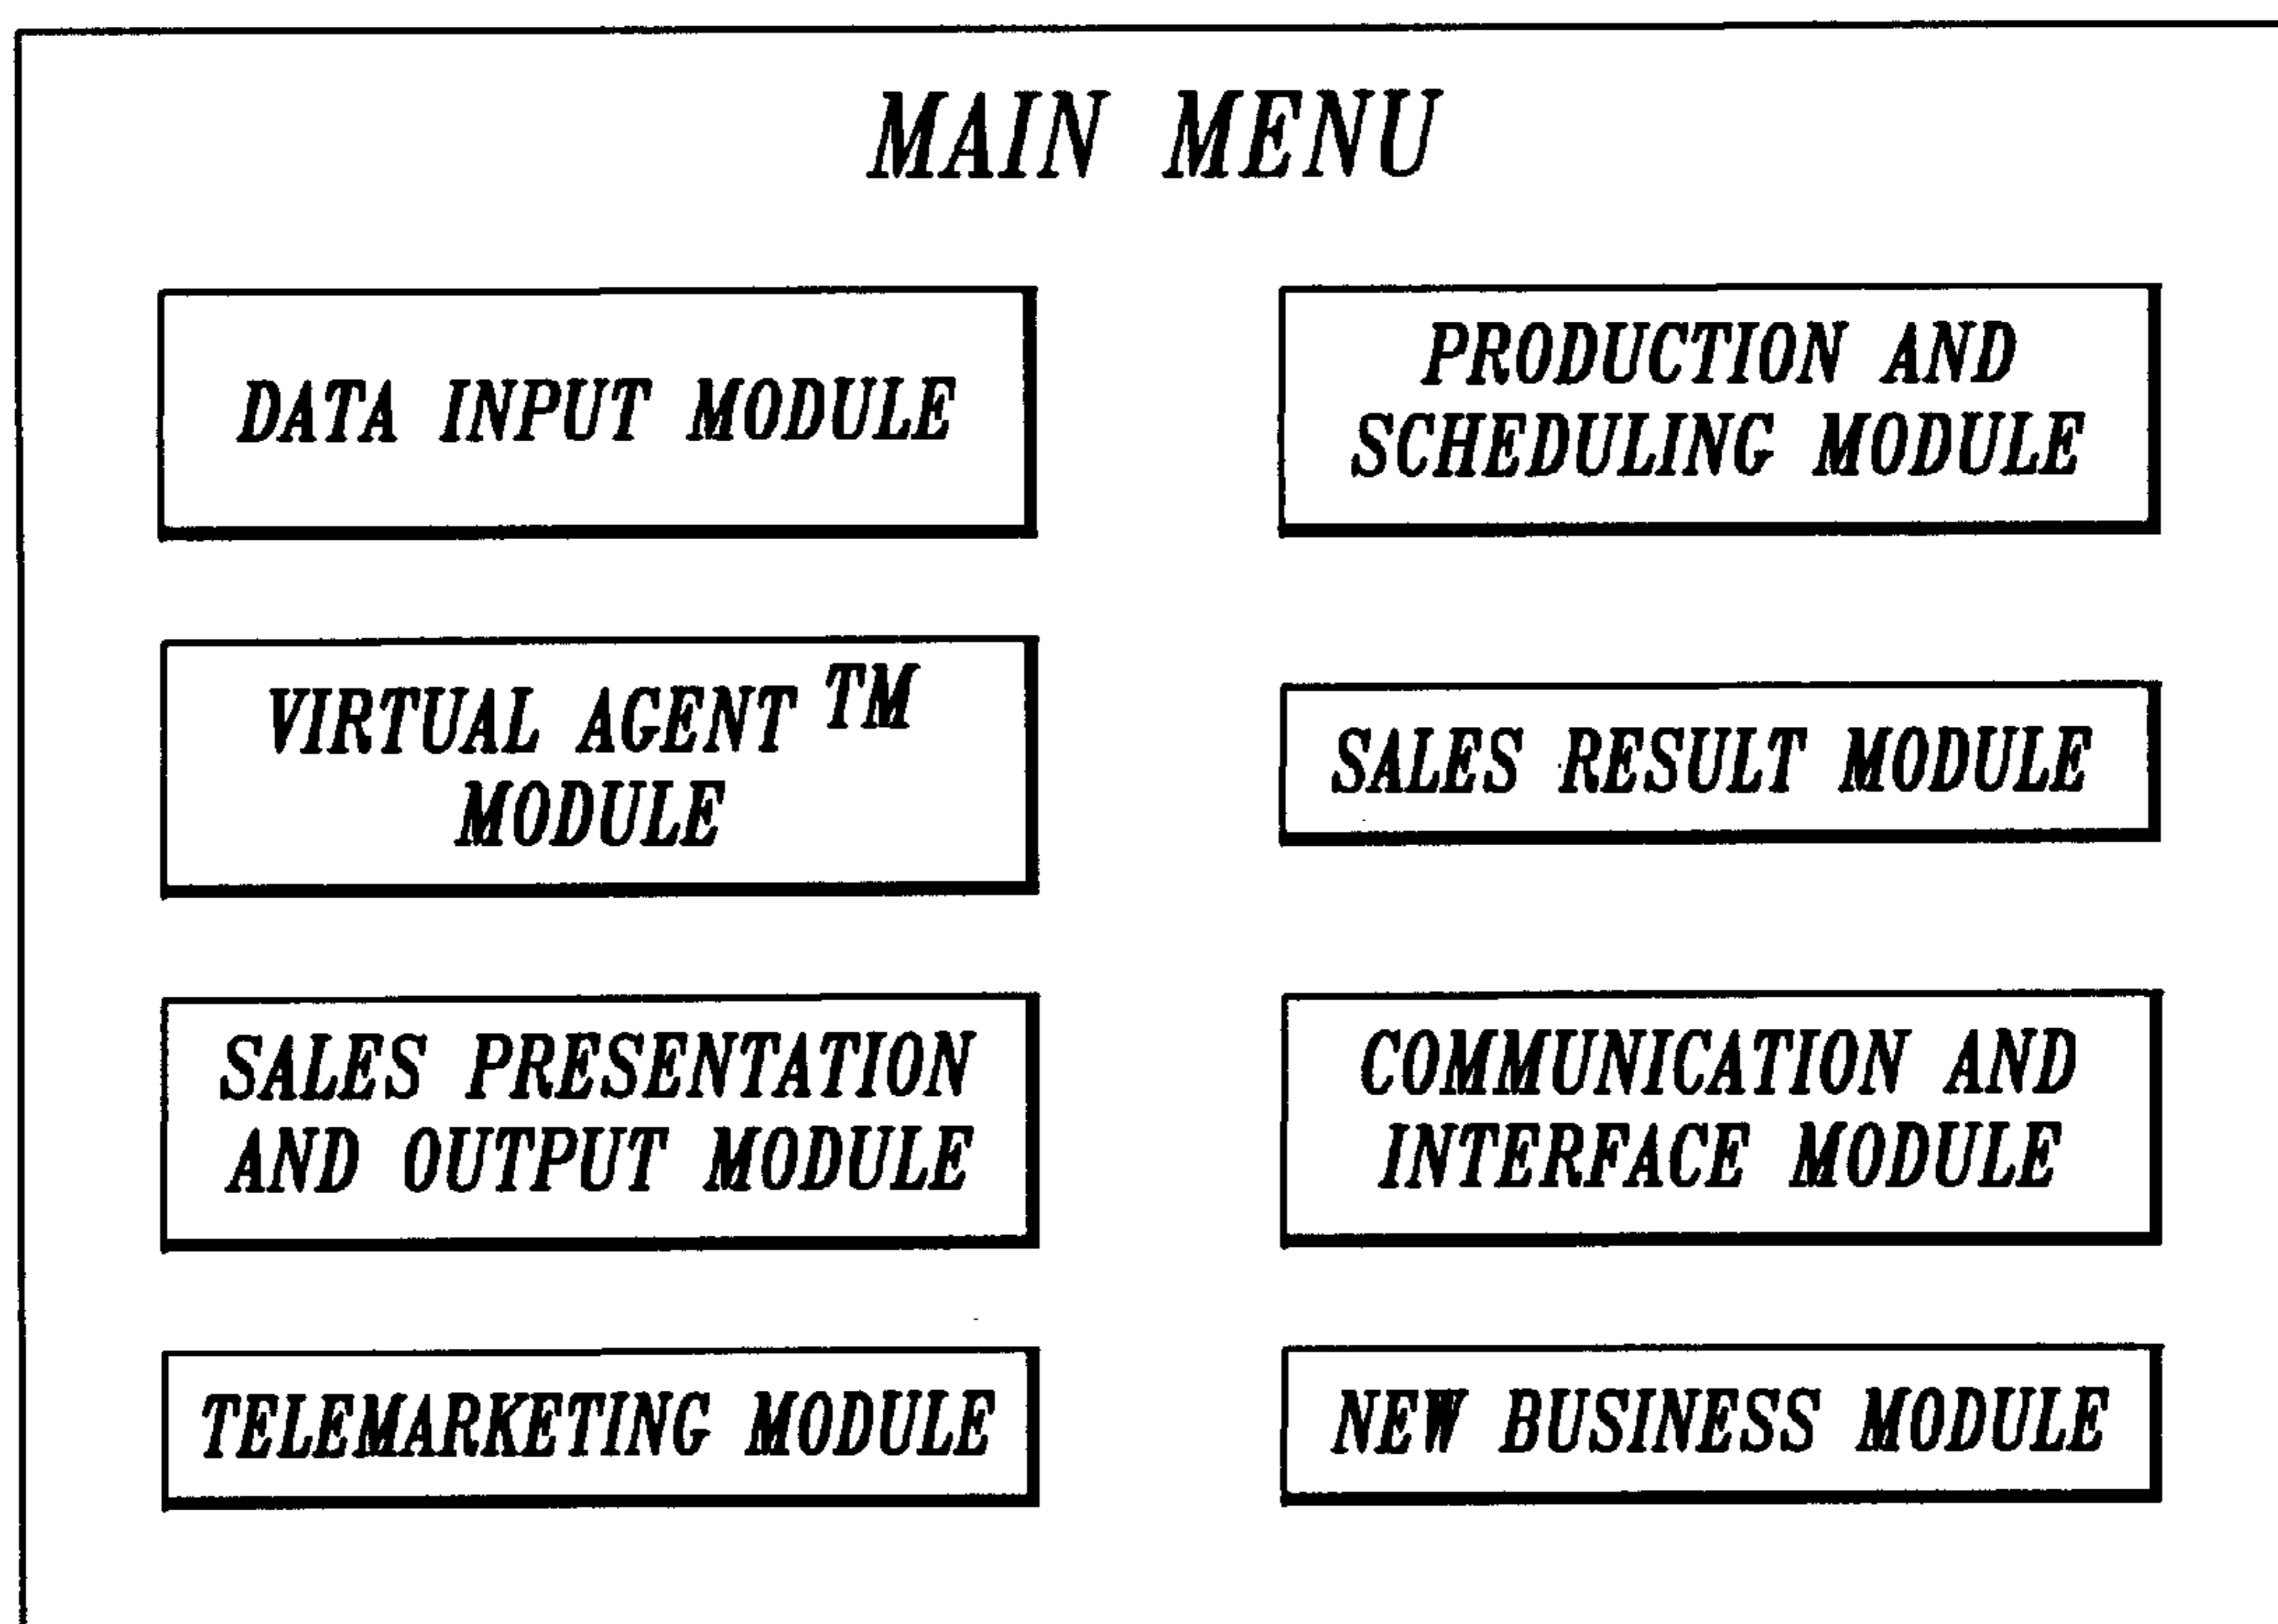 MAIN MENU
DATA INPUT MODULE
PRODUCTION AND
SCHEDULING MODULE
VIRTUAL AGENT TM
MODULE
SALES RESULT MODULE
SALES PRESENTATION
AND OUTPUT MODULE
COMMUNICATION AND
INTERFACE MODULE
TELEMARKETING MODULE
NEW BUSINESS MODULE